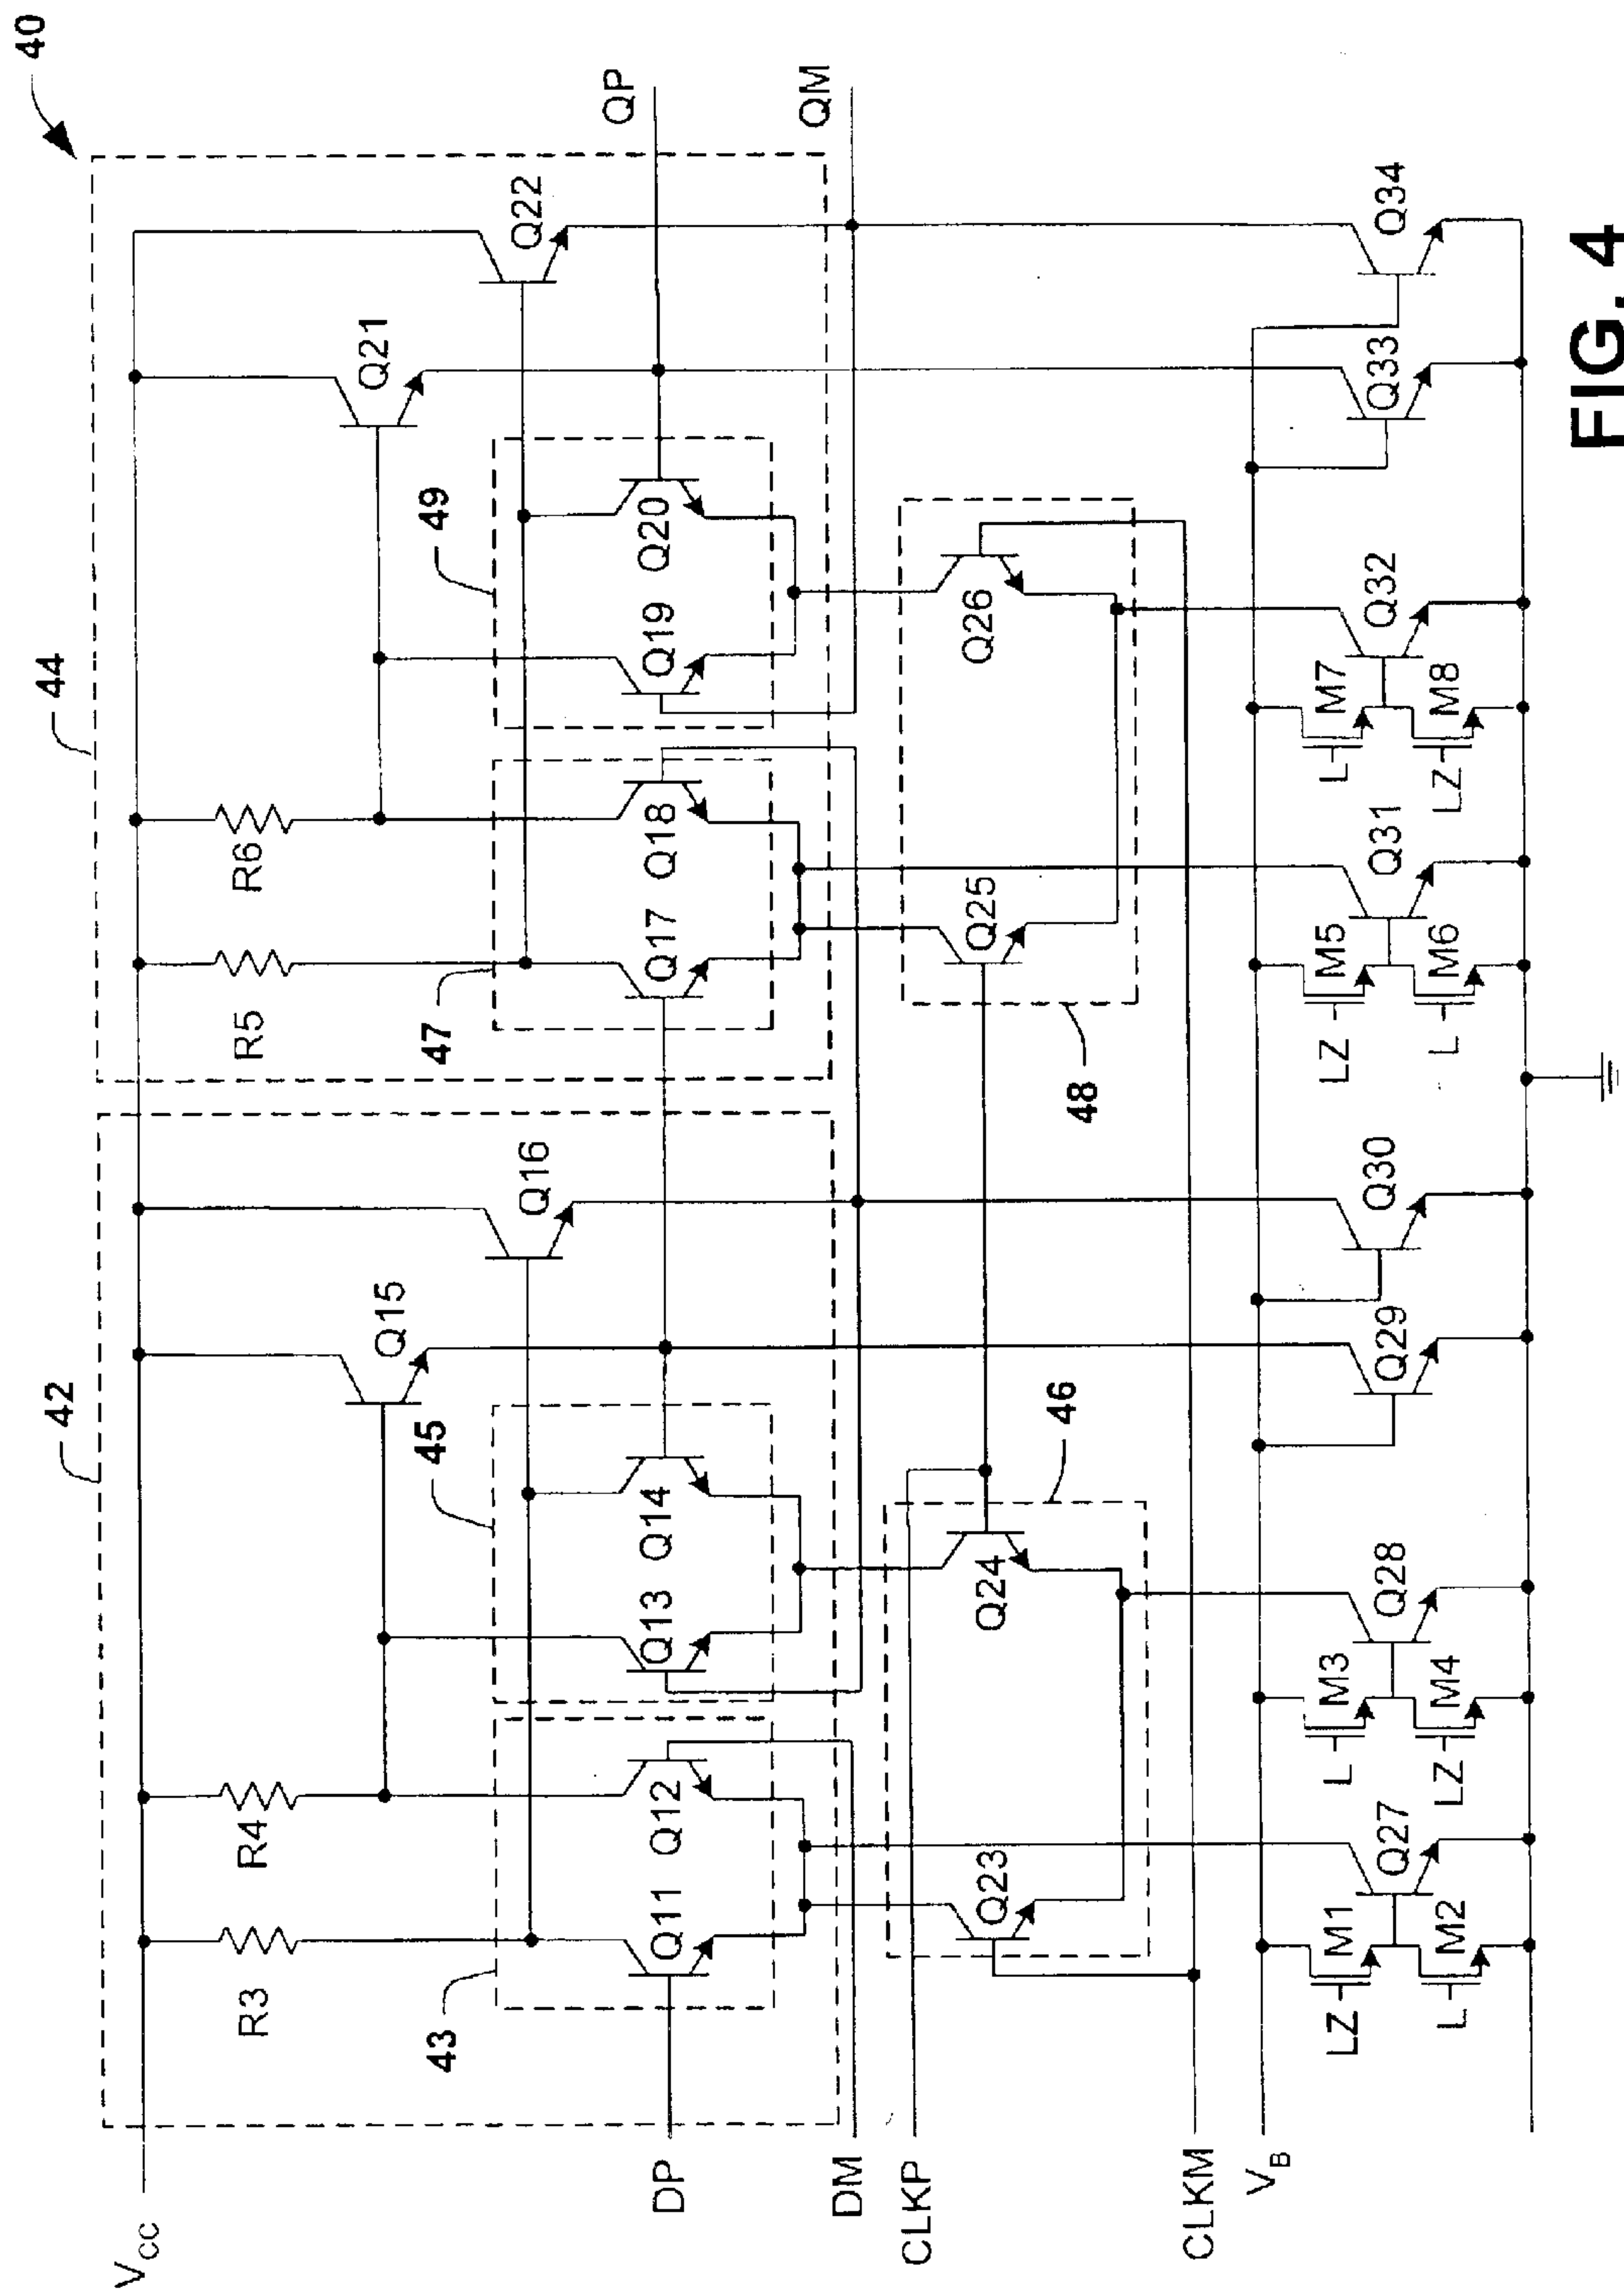 40
44
42
V_CC
R3
R4
R5
R6
Q15
Q16
Q21
Q22
43
45
47
49
Q11
Q12
Q13
Q14
Q17
Q18
Q19
Q20
DP
DM
QP
QM
CLKP
CLKM
Q23
Q24
46
Q25
Q26
48
V_B
LZ
M1
L
M2
Q27
L
M3
LZ
M4
Q28
Q29
Q30
LZ
M5
L
M6
Q31
L
M7
LZ
M8
Q32
Q33
Q34
FIG. 4